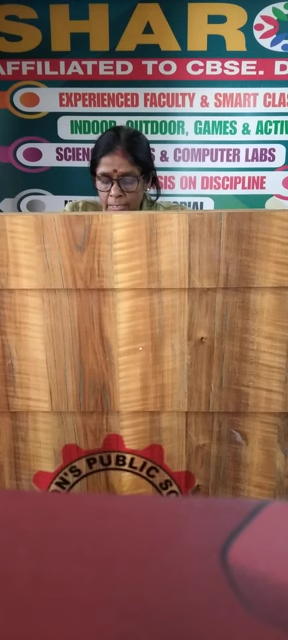 SHAR
AFFILIATED TO CBSE. D
EXPERIENCED FACULTY & SMART CLAS
INDOOR, OUTDOOR, GAMES & ACTIV
SCIEN S & COMPUTER LABS
SIS ON DISCIPLINE
ON'S PUBLIC SC